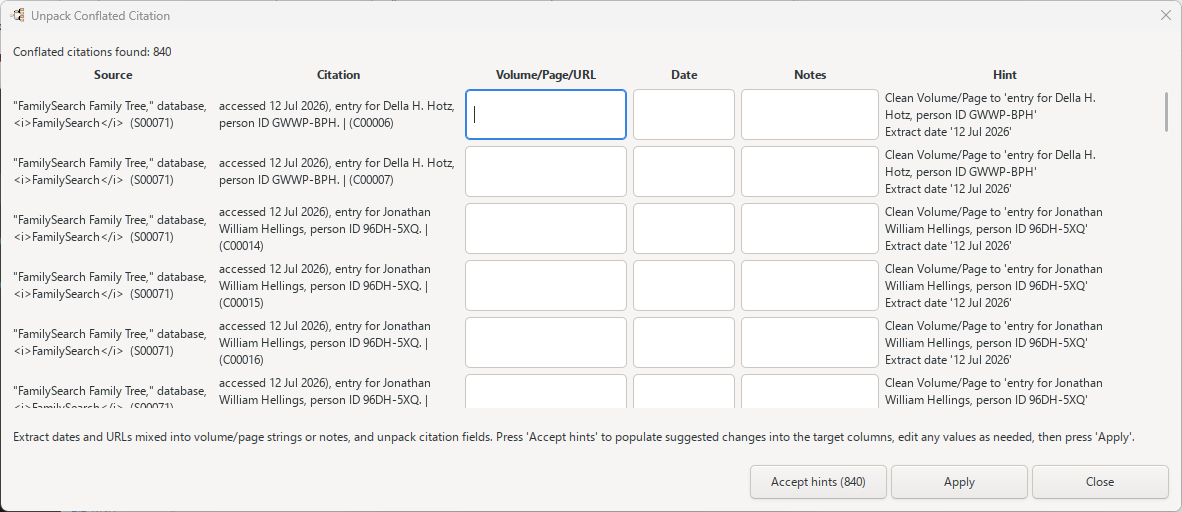 Unpack Conflated Citation
Conflated citations found: 840
Source Citation Volume/Page/URL Date Notes Hint
"FamilySearch Family Tree," database,
<i>FamilySearch</i> (S00071)
accessed 12 Jul 2026), entry for Della H. Hotz,
person ID GWWP-BPH. | (C00006)
Clean Volume/Page to 'entry for Della H.
Hotz, person ID GWWP-BPH'
Extract date '12 Jul 2026'
"FamilySearch Family Tree," database,
<i>FamilySearch</i> (S00071)
accessed 12 Jul 2026), entry for Della H. Hotz,
person ID GWWP-BPH. | (C00007)
Clean Volume/Page to 'entry for Della H.
Hotz, person ID GWWP-BPH'
Extract date '12 Jul 2026'
"FamilySearch Family Tree," database,
<i>FamilySearch</i> (S00071)
accessed 12 Jul 2026), entry for Jonathan
William Hellings, person ID 96DH-5XQ. |
(C00014)
Clean Volume/Page to 'entry for Jonathan
William Hellings, person ID 96DH-5XQ'
Extract date '12 Jul 2026'
"FamilySearch Family Tree," database,
<i>FamilySearch</i> (S00071)
accessed 12 Jul 2026), entry for Jonathan
William Hellings, person ID 96DH-5XQ. |
(C00015)
Clean Volume/Page to 'entry for Jonathan
William Hellings, person ID 96DH-5XQ'
Extract date '12 Jul 2026'
"FamilySearch Family Tree," database,
<i>FamilySearch</i> (S00071)
accessed 12 Jul 2026), entry for Jonathan
William Hellings, person ID 96DH-5XQ. |
(C00016)
Clean Volume/Page to 'entry for Jonathan
William Hellings, person ID 96DH-5XQ'
Extract date '12 Jul 2026'
"FamilySearch Family Tree," database,
<i>FamilySearch</i> (S00071)
accessed 12 Jul 2026), entry for Jonathan
William Hellings, person ID 96DH-5XQ. |
Clean Volume/Page to 'entry for Jonathan
William Hellings, person ID 96DH-5XQ'
Extract dates and URLs mixed into volume/page strings or notes, and unpack citation fields. Press 'Accept hints' to populate suggested changes into the target columns, edit any values as needed, then press 'Apply'.
Accept hints (840) Apply Close